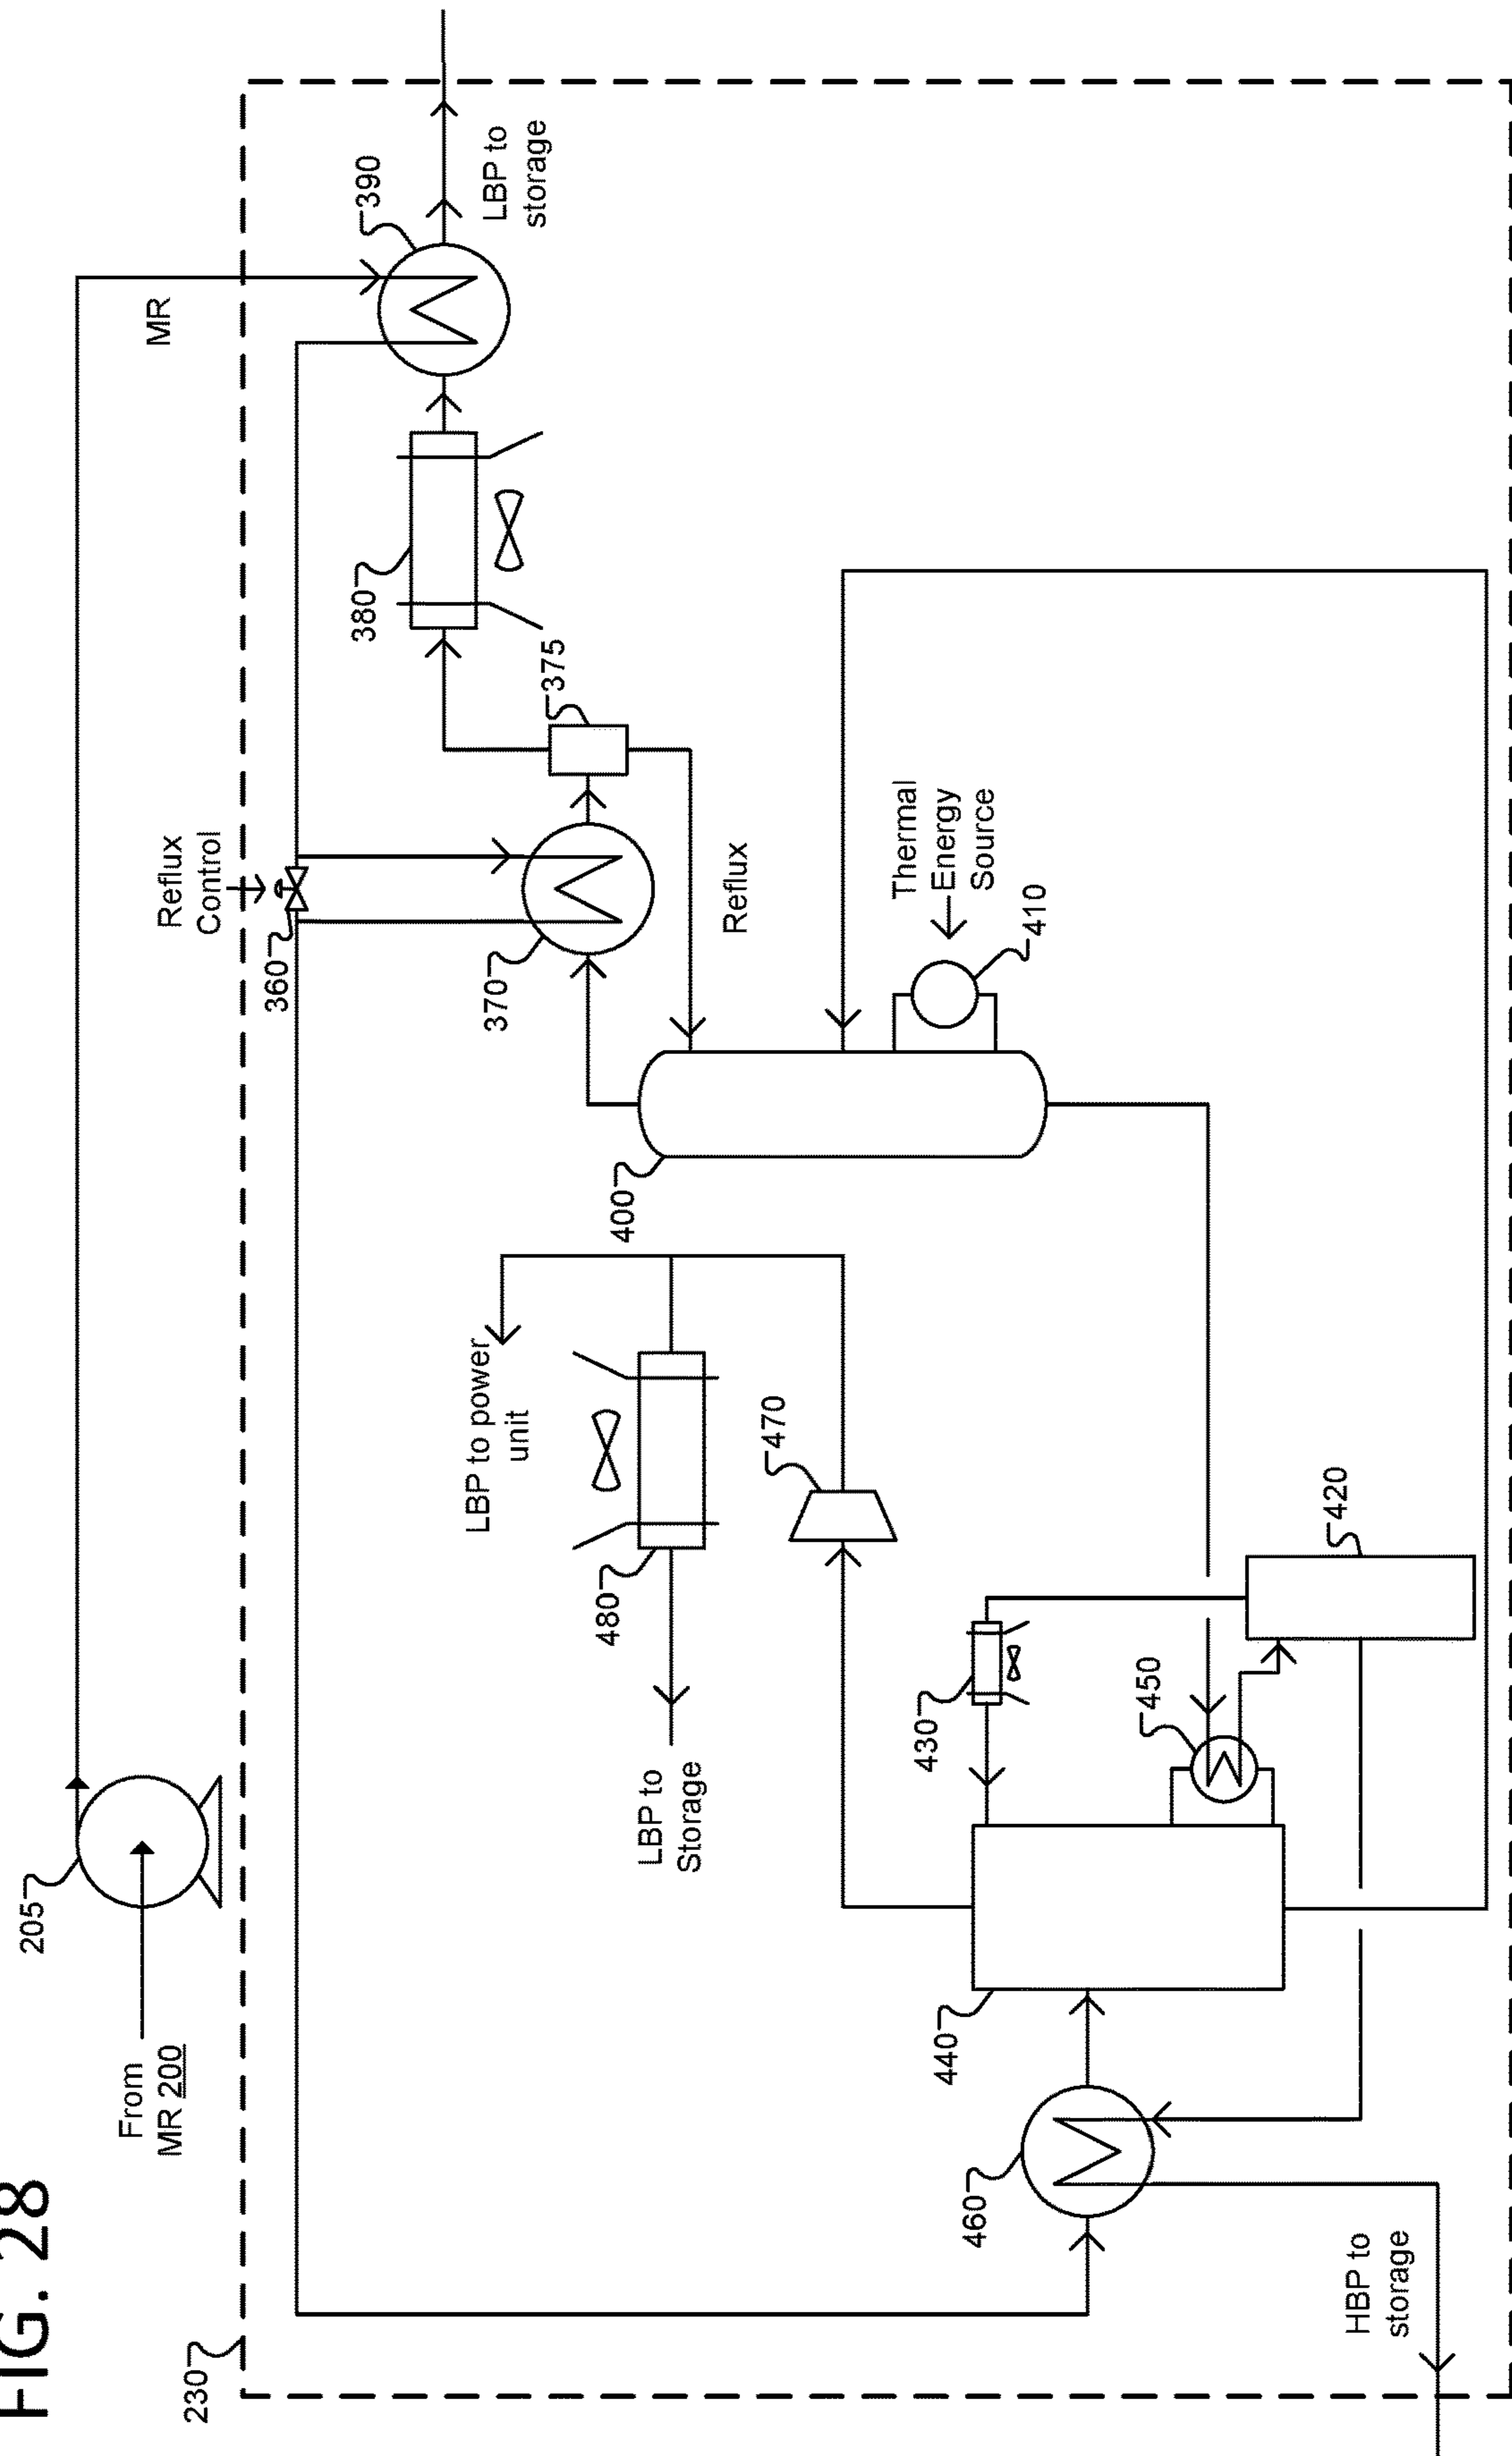 FIG. 28
230
205
From
MR 200
MR
Reflux
Control
360
370
375
380
390
LBP to
storage
Reflux
Thermal
Energy
Source
410
400
LBP to power
unit
480
LBP to
Storage
470
430
450
420
440
460
HBP to
storage